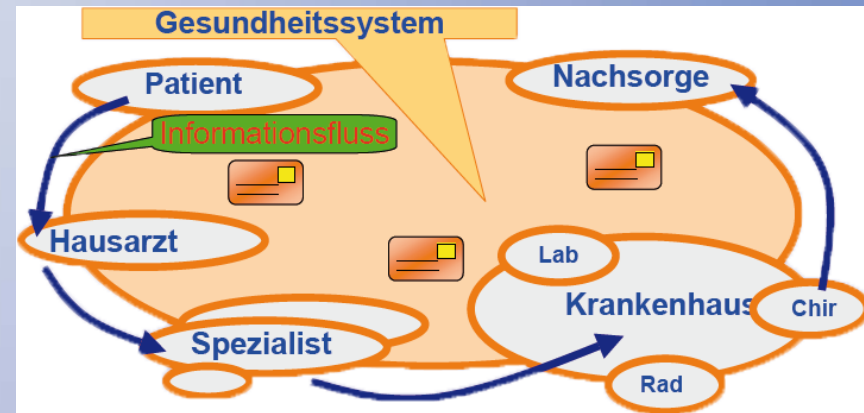 Gesundheitssystem
Patient
Nachsorge
Informationsfluss
Hausarzt
Lab
Krankenhaus
Chir
Spezialist
Rad